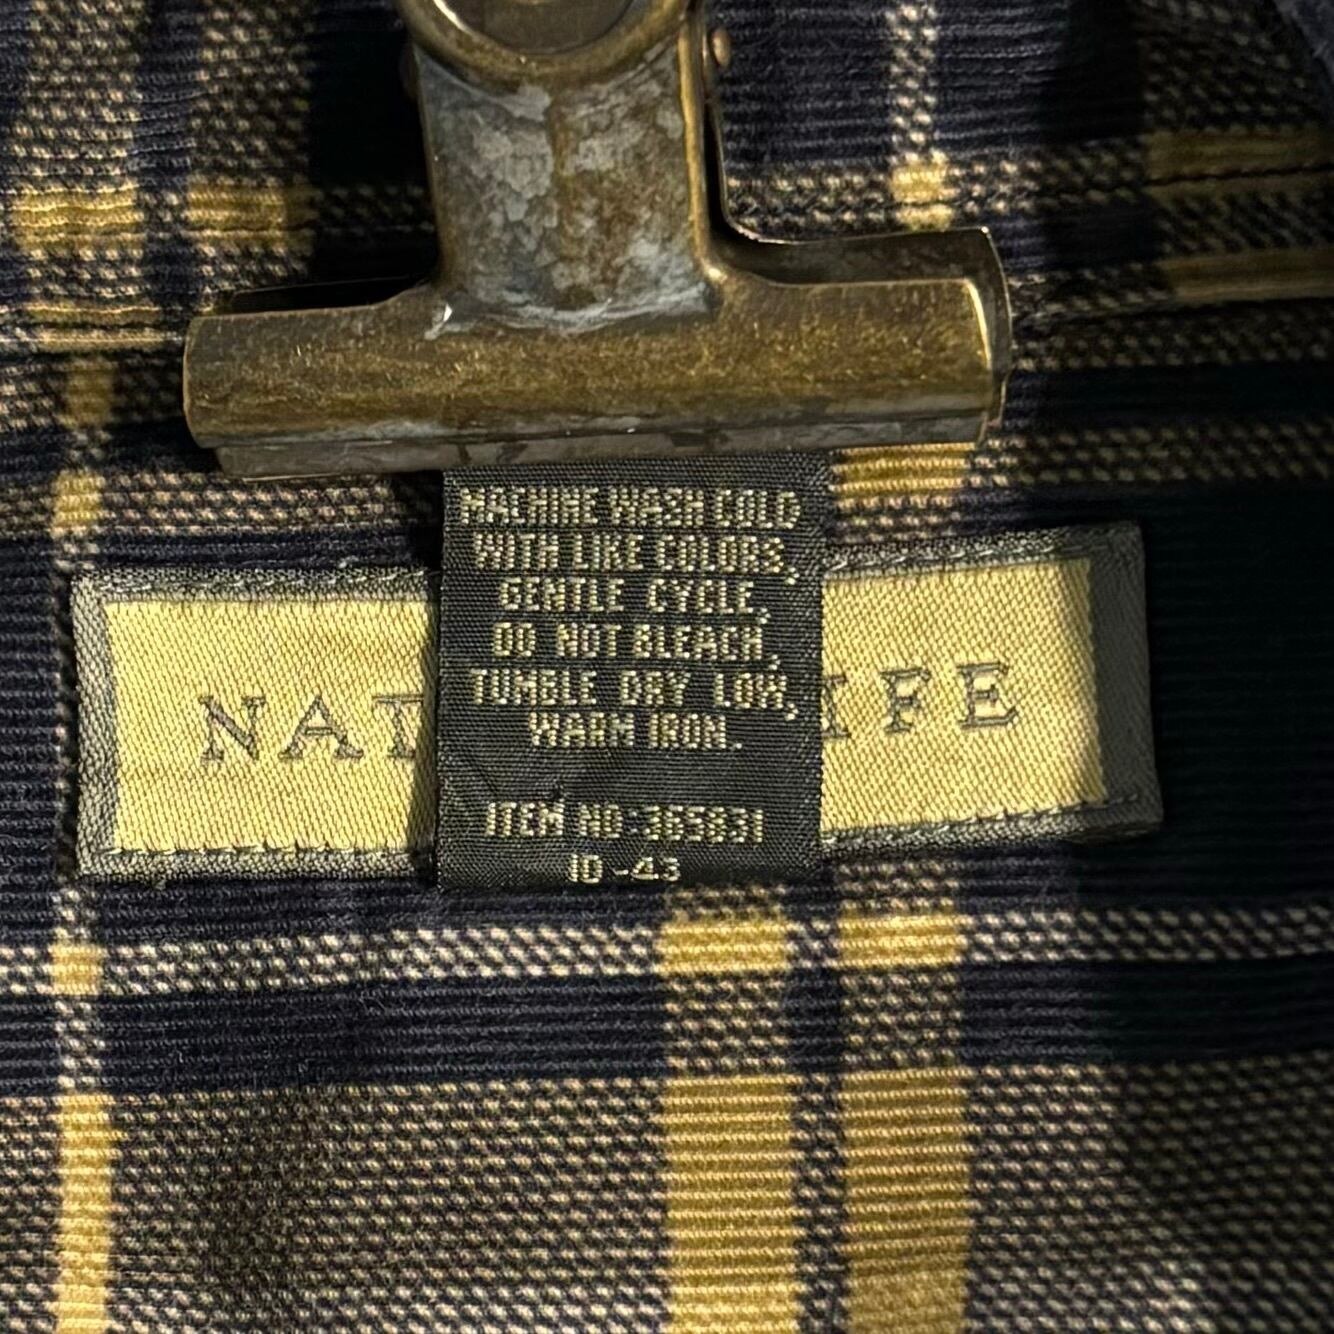 MACHINE WASH COLD
WITH LIKE COLORS,
GENTLE CYCLE,
DO NOT BLEACH,
TUMBLE DRY LOW,
WARM IRON.
NAT IFE
ITEM NO:365831
ID-43